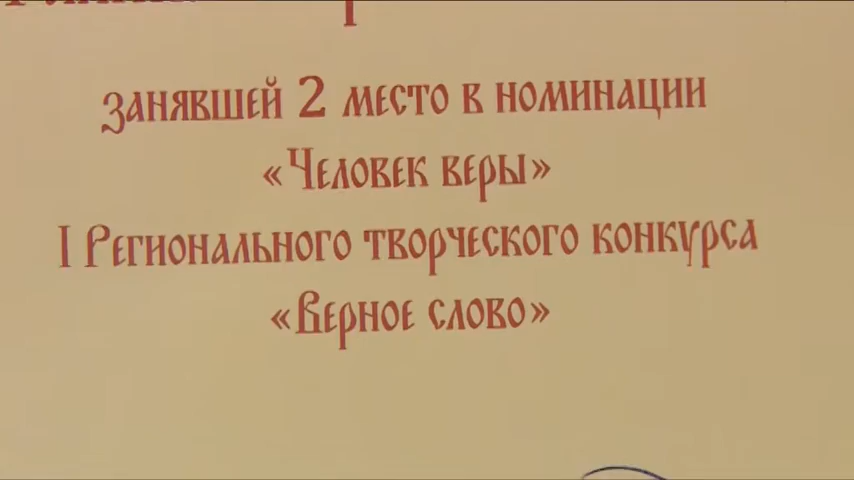 занявшей 2 место в номинации
«Человек веры»
I Регионального творческого конкурса
«Верное слово»